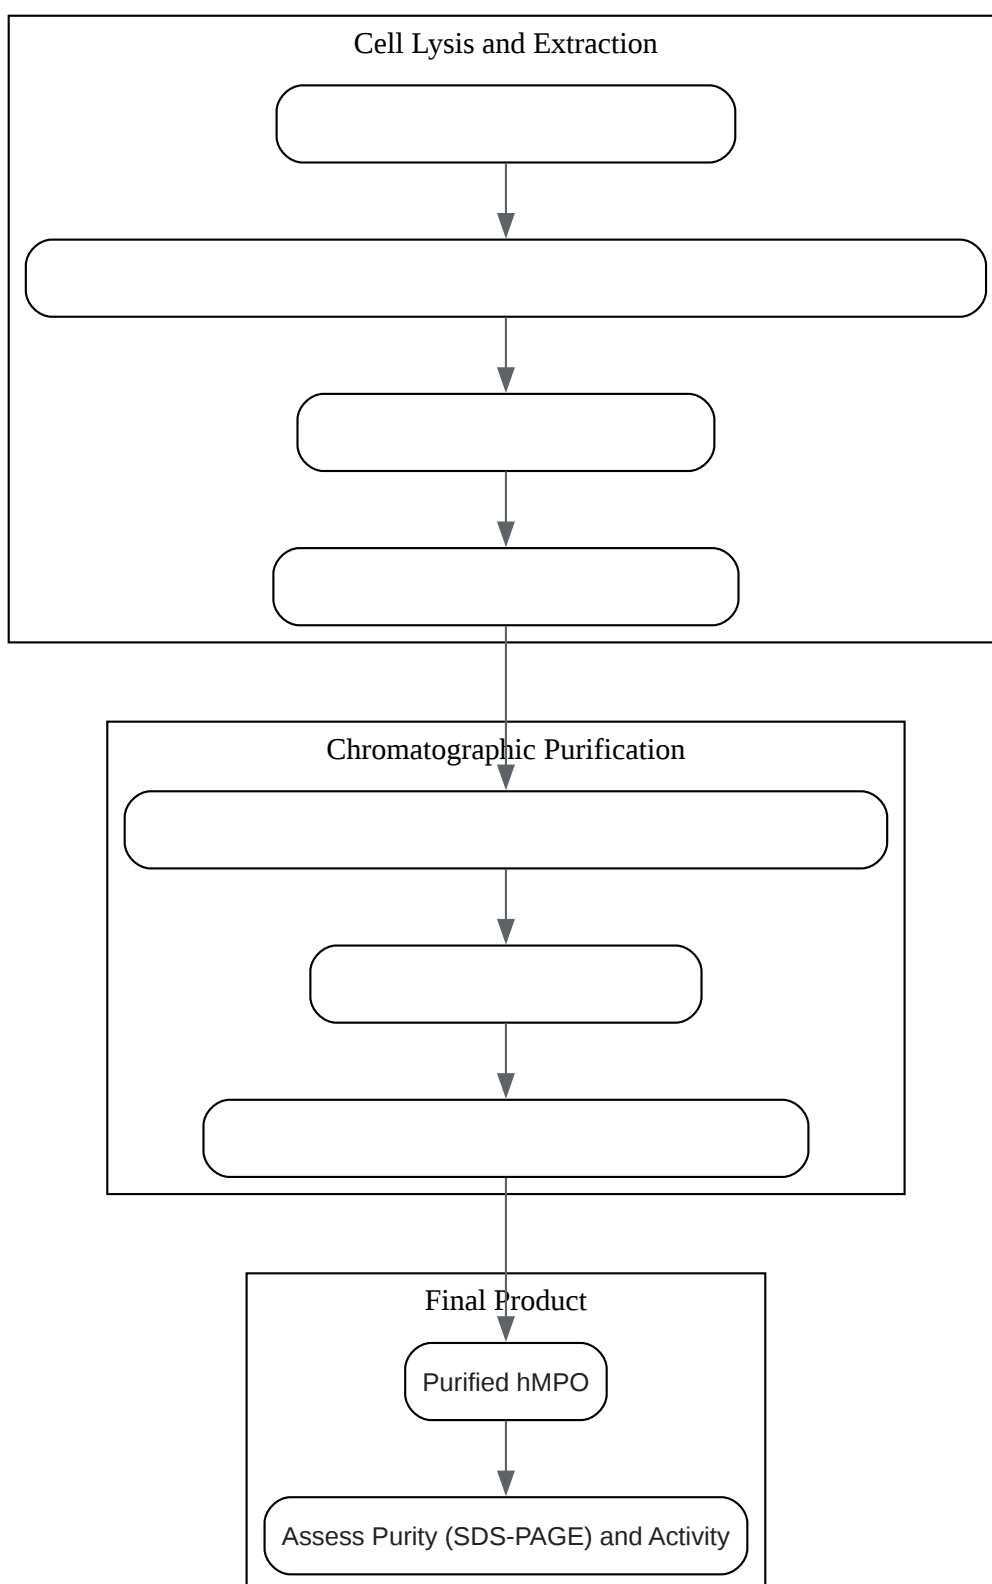 Cell Lysis and Extraction
Chromatographic Purification
Final Product
Purified hMPO
Assess Purity (SDS-PAGE) and Activity